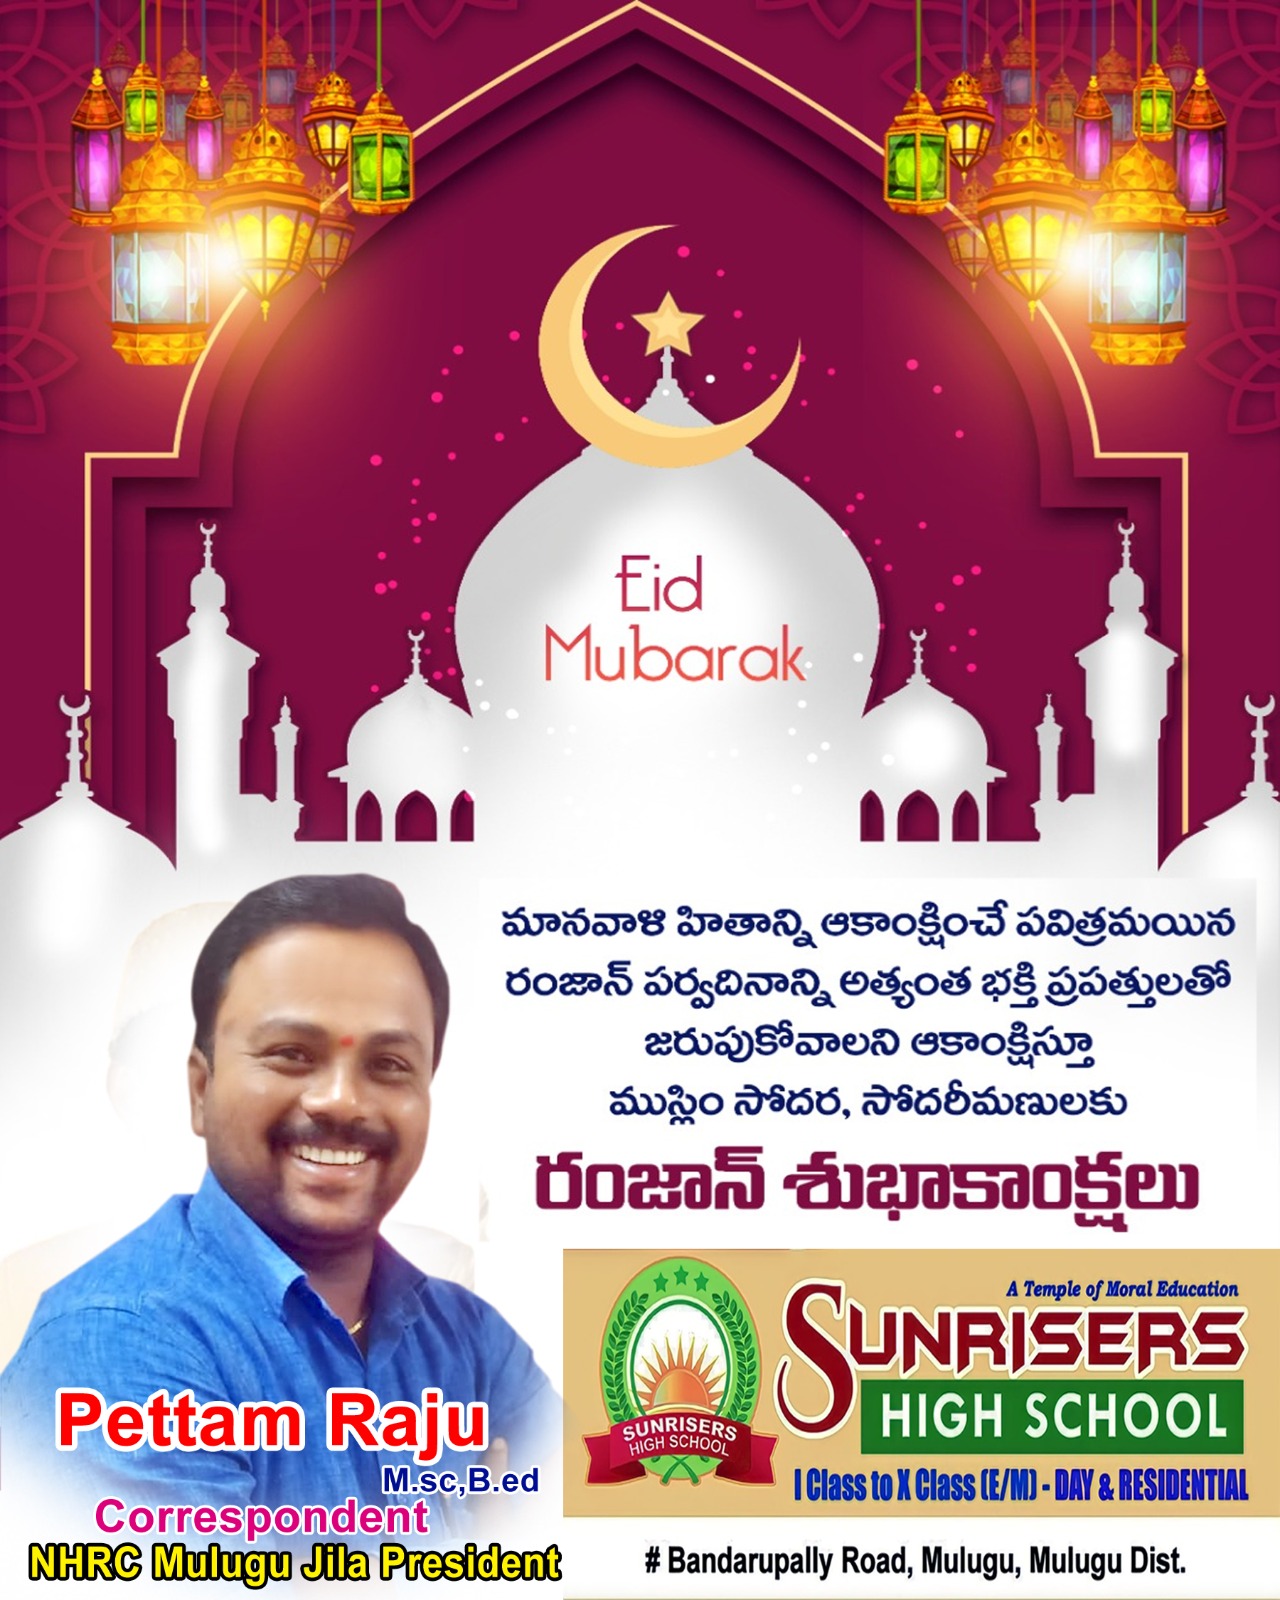 Eid
Mubarak
మానవాళి హితాన్ని ఆకాంక్షించే పవిత్రమయిన
రంజాన్ పర్వదినాన్ని అత్యంత భక్తి ప్రపత్తులతో
జరుపుకోవాలని ఆకాంక్షిస్తూ
ముస్లిం సోదర, సోదరీమణులకు
రంజాన్ శుభాకాంక్షలు
Pettam Raju
M.sc,B.ed
Correspondent
NHRC Mulugu Jila President
SUNRISERS
HIGH SCHOOL
A Temple of Moral Education
SUNRISERS
HIGH SCHOOL
I Class to X Class (E/M) - DAY & RESIDENTIAL
# Bandarupally Road, Mulugu, Mulugu Dist.